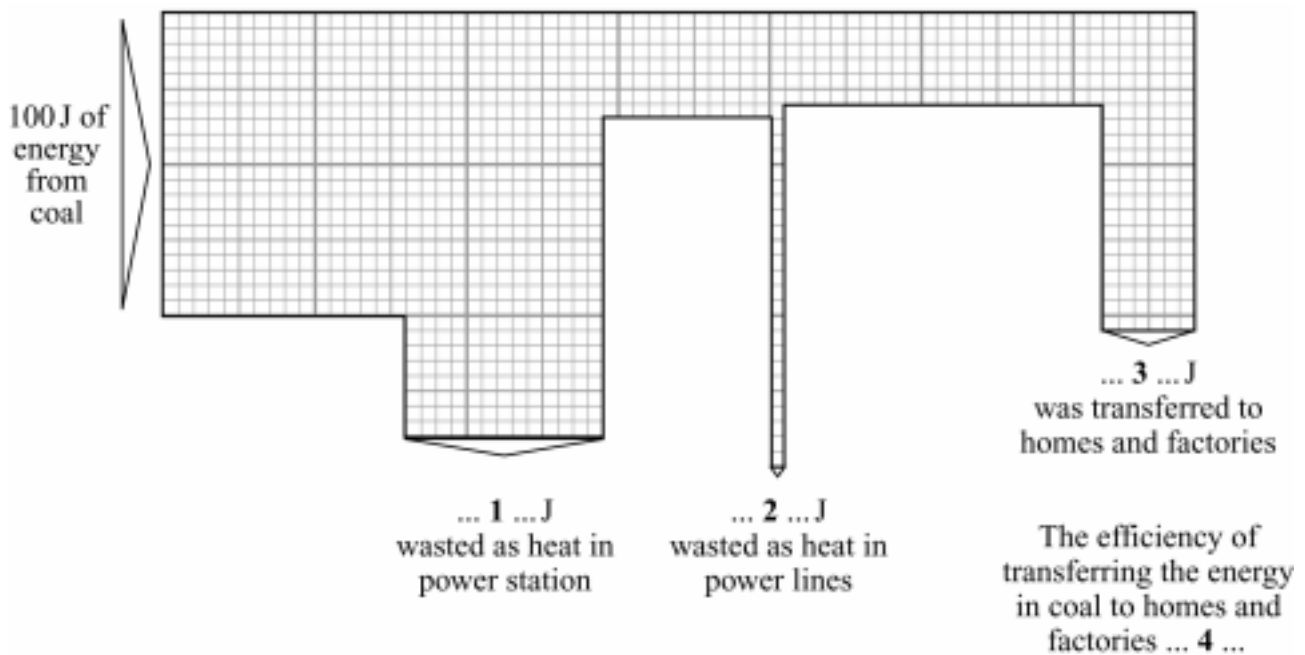 100 J of
energy
from
coal
... 1 ... J
wasted as heat in
power station
... 2 ... J
wasted as heat in
power lines
... 3 ... J
was transferred to
homes and factories
The efficiency of
transferring the energy
in coal to homes and
factories ... 4 ...